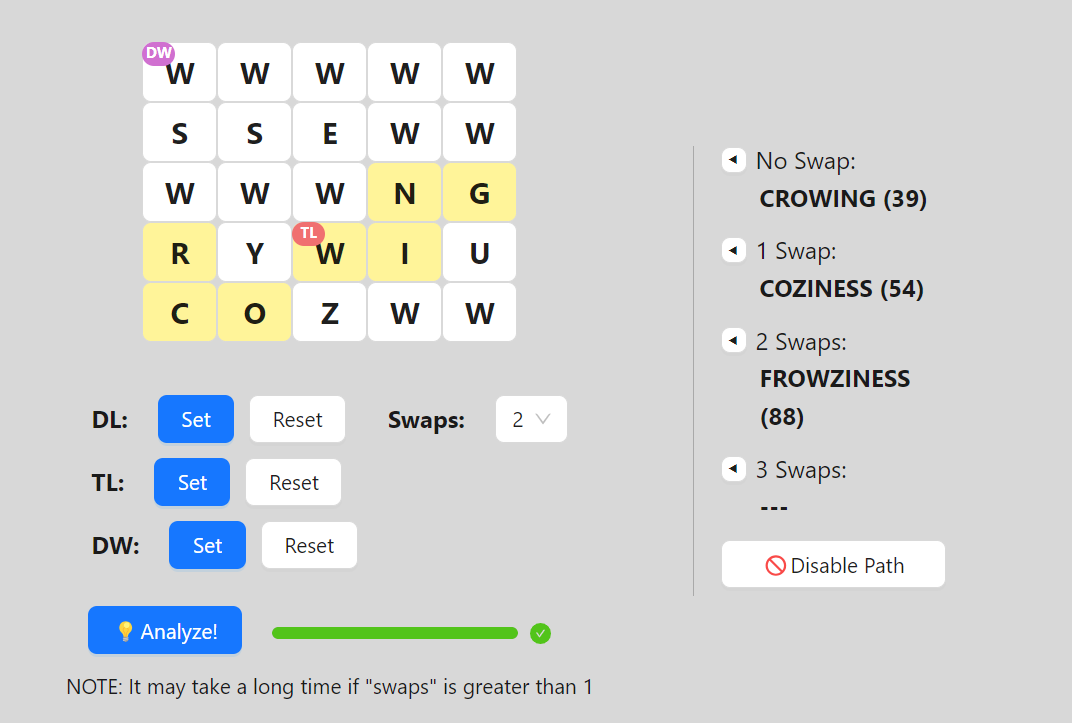 DW
W W W W W
S S E W W
W W W N G
TL
R Y W I U
C O Z W W
DL: Set Reset Swaps: 2
TL: Set Reset
DW: Set Reset
💡Analyze!
NOTE: It may take a long time if "swaps" is greater than 1
No Swap:
CROWING (39)
1 Swap:
COZINESS (54)
2 Swaps:
FROWZINESS
(88)
3 Swaps:
---
🚫Disable Path